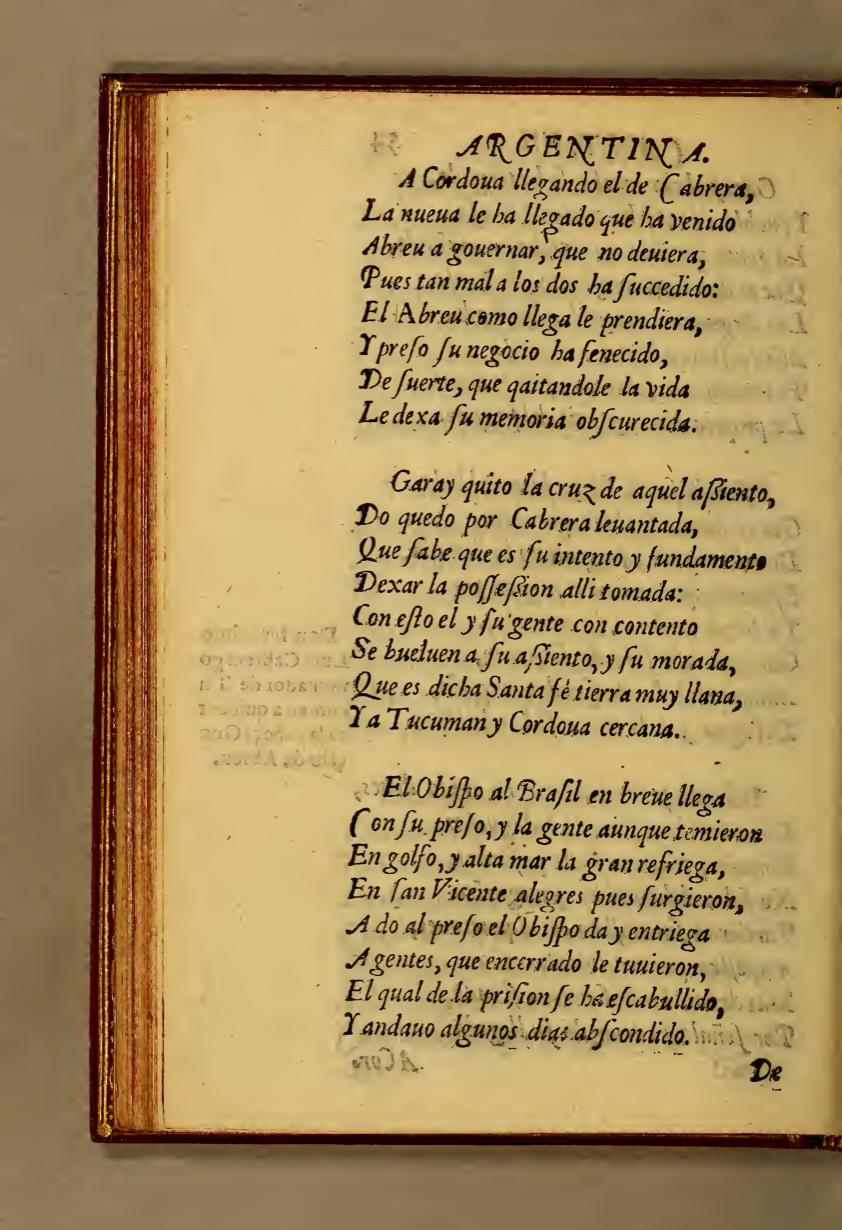 ARGENTINA.
A Cordoua llegando el de Cabrera,
La nueua le ha llegado que ha venido
Abreu a gouernar, que no deuiera,
Pues tan mal a los dos ha ſuccedido:
El Abreu como llega le prendiera,
Y preſo ſu negocio ha fenecido,
De ſuerte, que qaitandole la vida
Le dexa ſu memoria obſcurecida.
Garay quito la cruz de aquel aſsiento,
Do quedo por Cabrera leuantada,
Que ſabe que es ſu intento y fundamento
Dexar la poſſeſsion alli tomada:
Con eſto el y ſu gente con contento
Se bueluen a ſu aſsiento, y ſu morada,
Que es dicha Santa fé tierra muy llana,
Y a Tucuman y Cordoua cercana.
El Obiſpo al Braſil en breue llega
Con ſu preſo, y la gente aunque temieron
En golfo, y alta mar la gran refriega,
En ſan Vicente alegres pues ſurgieron,
A do al preſo el Obiſpo da y entriega
A gentes, que encerrado le tuuieron,
El qual de la priſion ſe ha eſcabullido,
Y andauo algunos dias abſcondido.
De